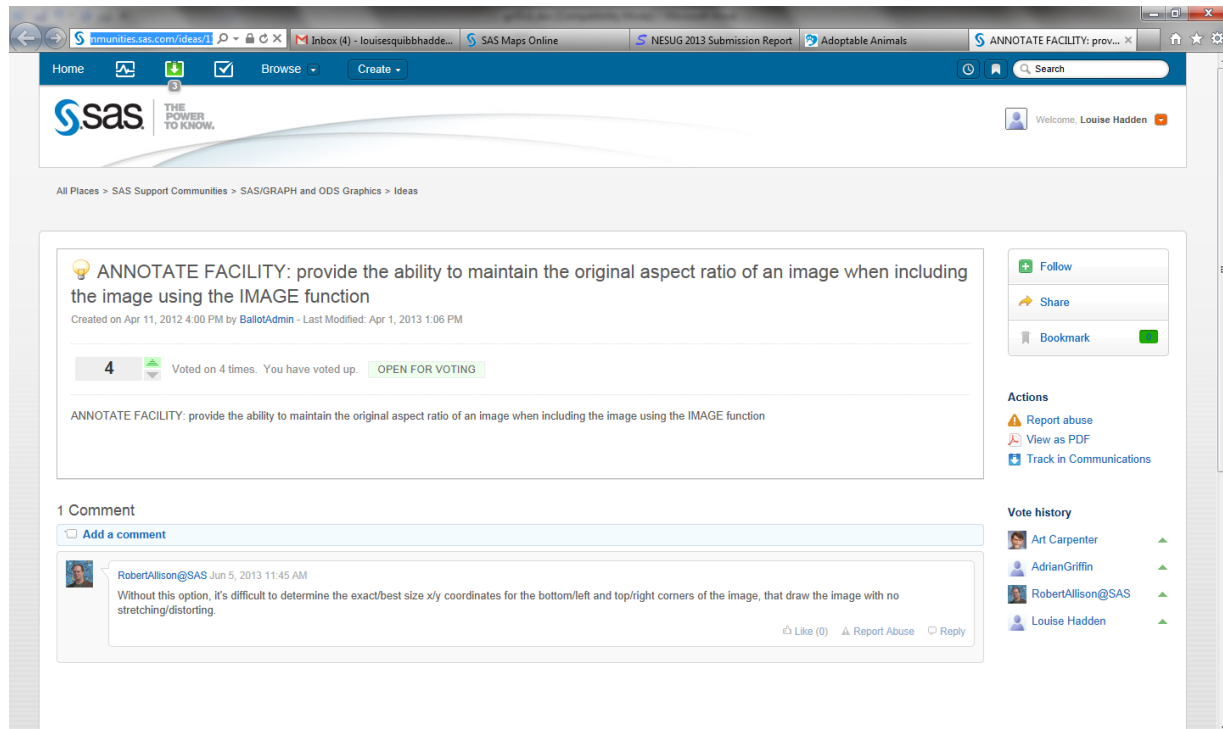 nmunities.sas.com/ideas/1
Inbox (4) - louisesquibbhadde...
SAS Maps Online
NESUG 2013 Submission Report
Adoptable Animals
ANNOTATE FACILITY: prov...
Home
Browse
Create
Search
3
sas
THE
POWER
TO KNOW.
Welcome, Louise Hadden
All Places > SAS Support Communities > SAS/GRAPH and ODS Graphics > Ideas
ANNOTATE FACILITY: provide the ability to maintain the original aspect ratio of an image when including
the image using the IMAGE function
Created on Apr 11, 2012 4:00 PM by BallotAdmin - Last Modified: Apr 1, 2013 1:06 PM
4
Voted on 4 times. You have voted up.
OPEN FOR VOTING
ANNOTATE FACILITY: provide the ability to maintain the original aspect ratio of an image when including the image using the IMAGE function
1 Comment
Add a comment
RobertAllison@SAS Jun 5, 2013 11:45 AM
Without this option, it's difficult to determine the exact/best size x/y coordinates for the bottom/left and top/right corners of the image, that draw the image with no
stretching/distorting.
Like (0)
Report Abuse
Reply
Follow
Share
Bookmark
Actions
Report abuse
View as PDF
Track in Communications
Vote history
Art Carpenter
AdrianGriffin
RobertAllison@SAS
Louise Hadden